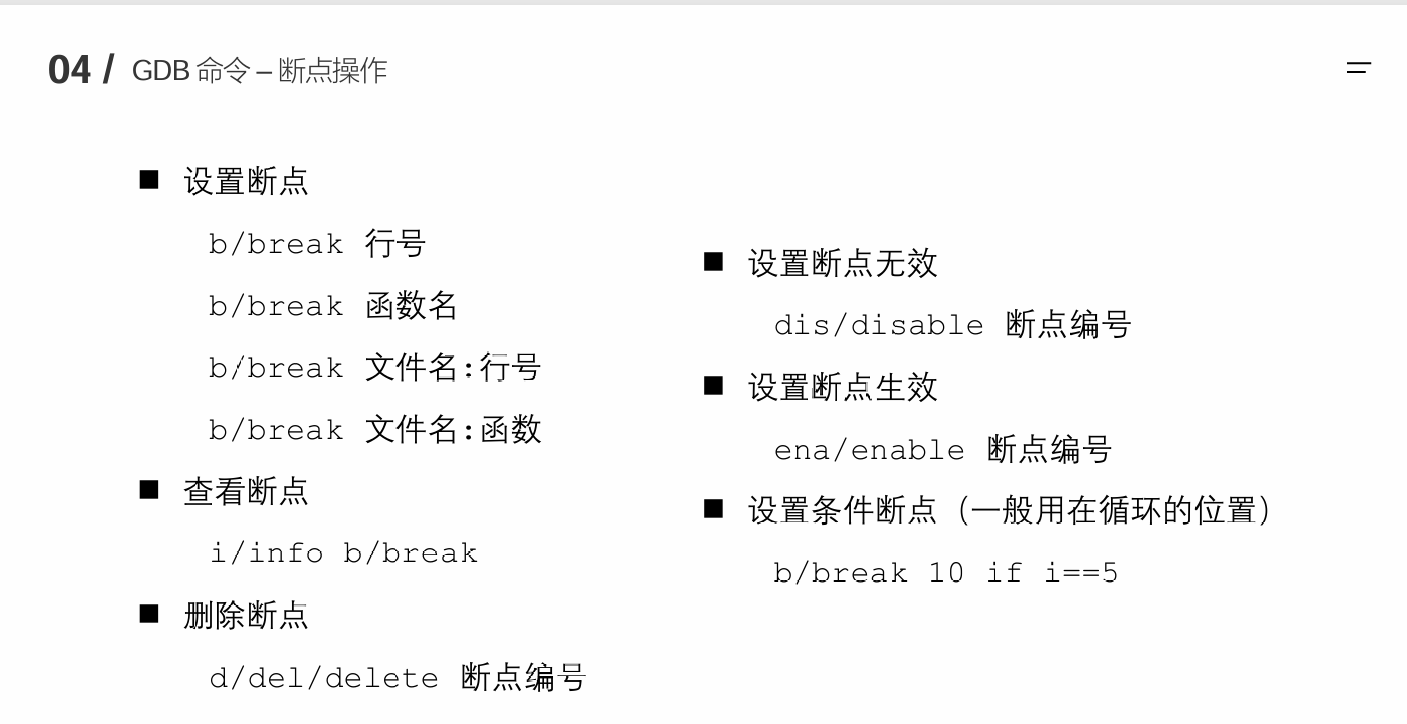 04 / GDB 命令 – 断点操作
■ 设置断点
b/break 行号
b/break 函数名
b/break 文件名:行号
b/break 文件名:函数
■ 查看断点
i/info b/break
■ 删除断点
d/del/delete 断点编号
■ 设置断点无效
dis/disable 断点编号
■ 设置断点生效
ena/enable 断点编号
■ 设置条件断点（一般用在循环的位置）
b/break 10 if i==5